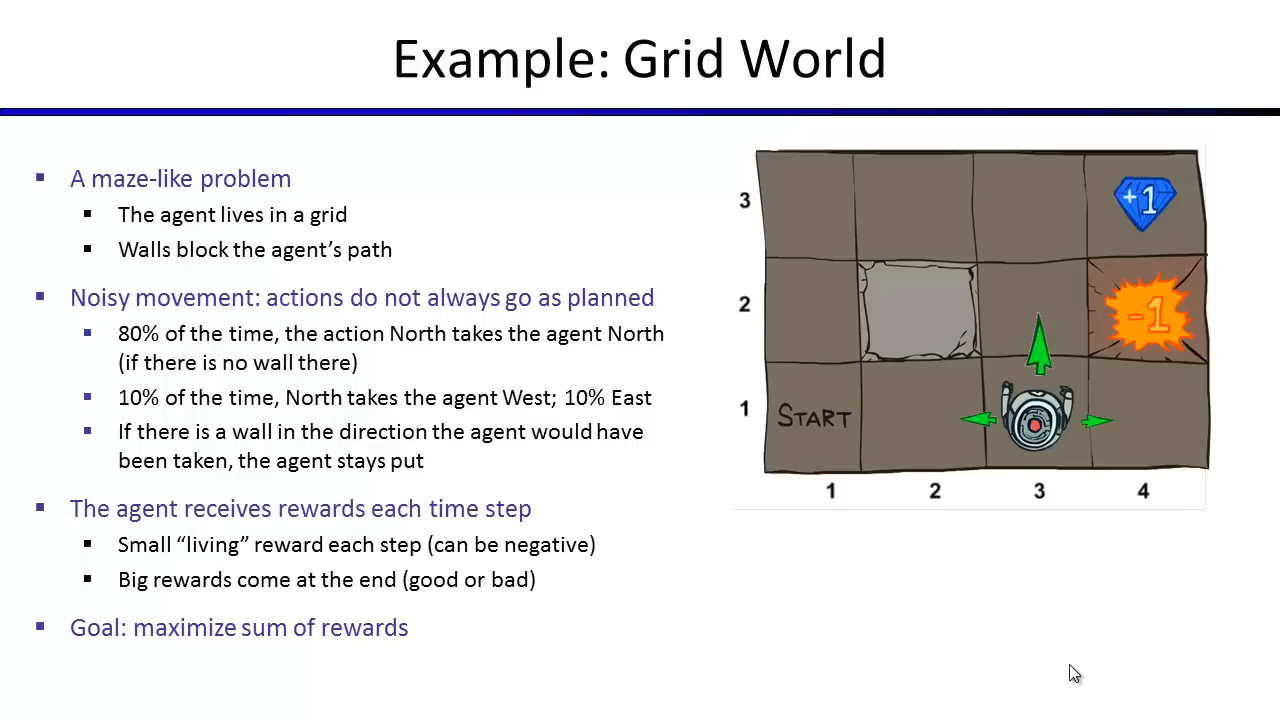 Example: Grid World
▪ A maze-like problem
▪ The agent lives in a grid
▪ Walls block the agent’s path
▪ Noisy movement: actions do not always go as planned
▪ 80% of the time, the action North takes the agent North
(if there is no wall there)
▪ 10% of the time, North takes the agent West; 10% East
▪ If there is a wall in the direction the agent would have
been taken, the agent stays put
▪ The agent receives rewards each time step
▪ Small “living” reward each step (can be negative)
▪ Big rewards come at the end (good or bad)
▪ Goal: maximize sum of rewards
3
+1
2
-1
1
START
1 2 3 4